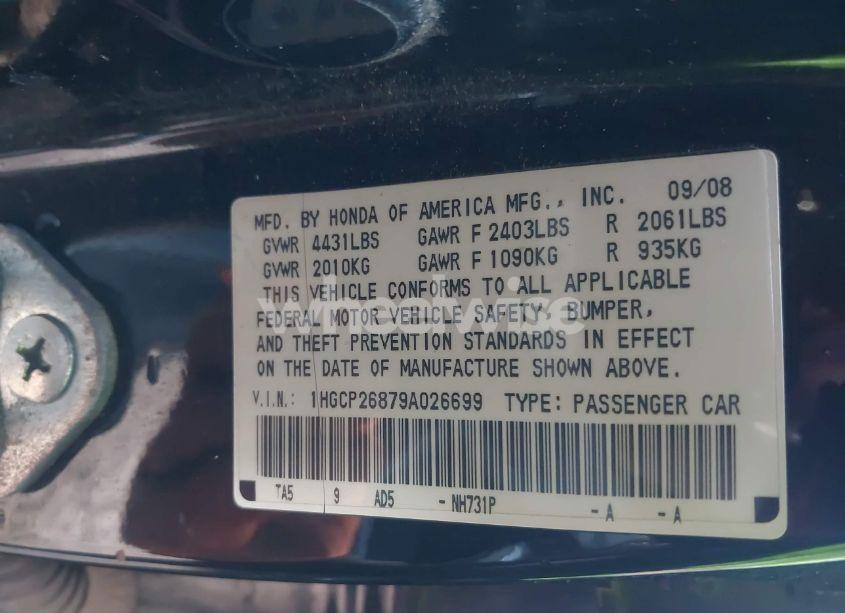 MFD. BY HONDA OF AMERICA MFG., INC. 09/08
GVWR 4431LBS GAWR F 2403LBS R 2061LBS
GVWR 2010KG GAWR F 1090KG R 935KG
THIS VEHICLE CONFORMS TO ALL APPLICABLE
FEDERAL MOTOR VEHICLE SAFETY, BUMPER,
AND THEFT PREVENTION STANDARDS IN EFFECT
ON THE DATE OF MANUFACTURE SHOWN ABOVE.
V.I.N.: 1HGCP26879A026699 TYPE: PASSENGER CAR
TA5 9 AD5 - NH731P - A - A
wheelwise